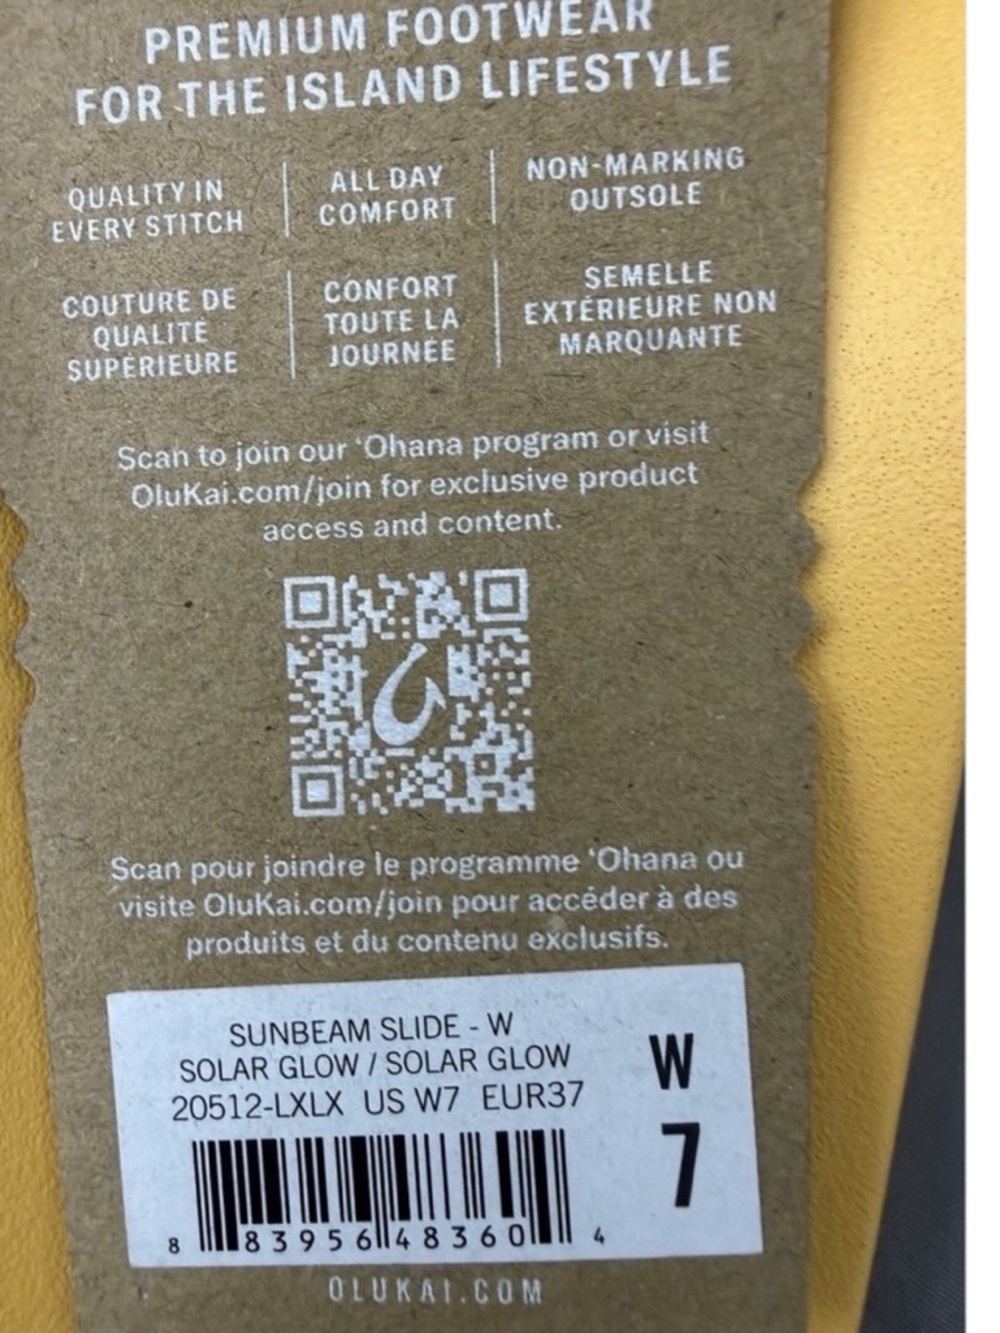 PREMIUM FOOTWEAR
FOR THE ISLAND LIFESTYLE
QUALITY IN
EVERY STITCH
ALL DAY
COMFORT
NON-MARKING
OUTSOLE
COUTURE DE
QUALITÉ
SUPÉRIEURE
CONFORT
TOUTE LA
JOURNÉE
SEMELLE
EXTÉRIEURE NON
MARQUANTE
Scan to join our ‘Ohana program or visit
OluKai.com/join for exclusive product
access and content.
Scan pour joindre le programme ‘Ohana ou
visite OluKai.com/join pour accéder à des
produits et du contenu exclusifs.
SUNBEAM SLIDE - W
SOLAR GLOW / SOLAR GLOW
20512-LXLX US W7 EUR37
W
7
8 83956 48360 4
OLUKAI.COM